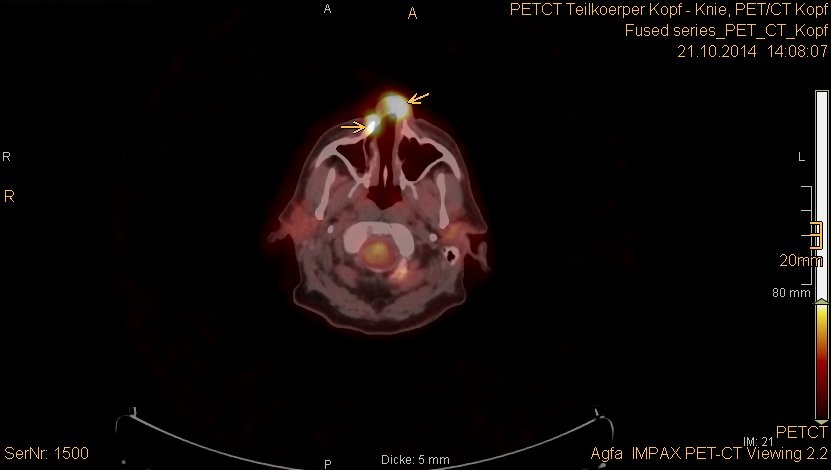 A
A
PETCT Teilkoerper Kopf - Knie, PET/CT Kopf
Fused series_PET_CT_Kopf
21.10.2014 14:08:07
R
L
R
20mm
80 mm
PETCT
IM: 21
SerNr: 1500
P
Dicke: 5 mm
Agfa IMPAX PET-CT Viewing 2.2